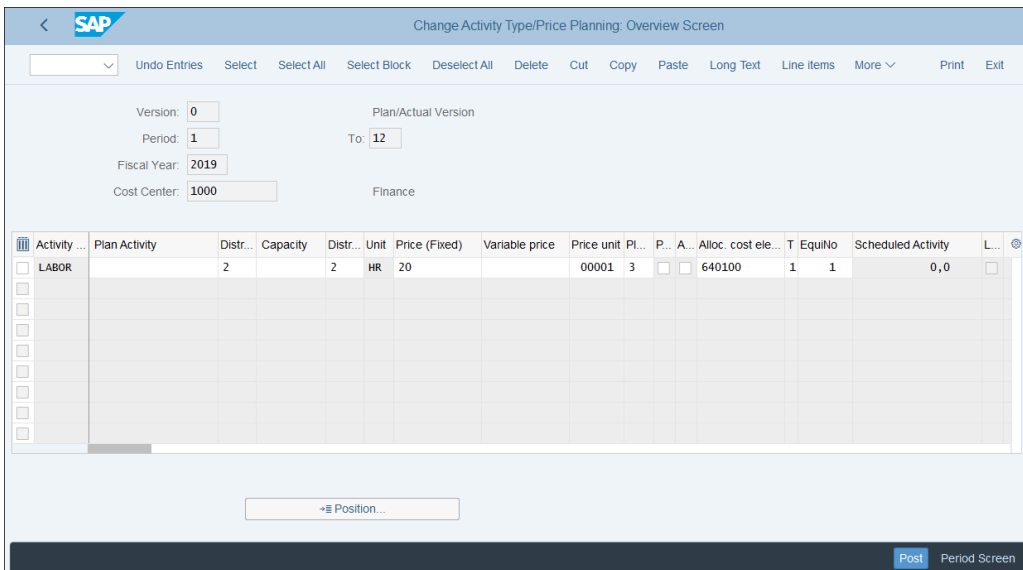 SAP Change Activity Type/Price Planning: Overview Screen
Undo Entries Select Select All Select Block Deselect All Delete Cut Copy Paste Long Text Line items More Print Exit
Version: 0 Plan/Actual Version
Period: 1 To: 12
Fiscal Year: 2019
Cost Center: 1000 Finance
Activity ... Plan Activity Distr... Capacity Distr... Unit Price (Fixed) Variable price Price unit Pl... P... A... Alloc. cost ele... T EquiNo Scheduled Activity L...
LABOR 2 2 HR 20 00001 3 640100 1 1 0,0
Position...
Post Period Screen